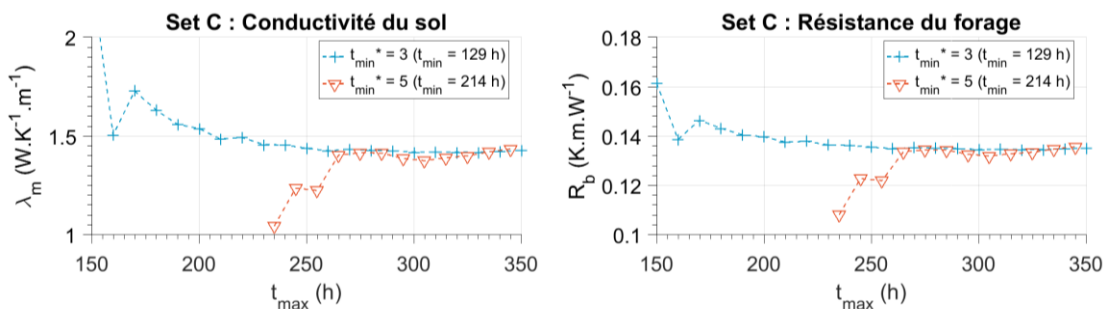 Set C : Conductivité du sol
λm (W.K-1.m-1)
2
1.5
1
tmin* = 3 (tmin = 129 h)
tmin* = 5 (tmin = 214 h)
150 200 250 300 350
tmax (h)
Set C : Résistance du forage
Rb (K.m.W-1)
0.18
0.16
0.14
0.12
0.1
tmin* = 3 (tmin = 129 h)
tmin* = 5 (tmin = 214 h)
150 200 250 300 350
tmax (h)